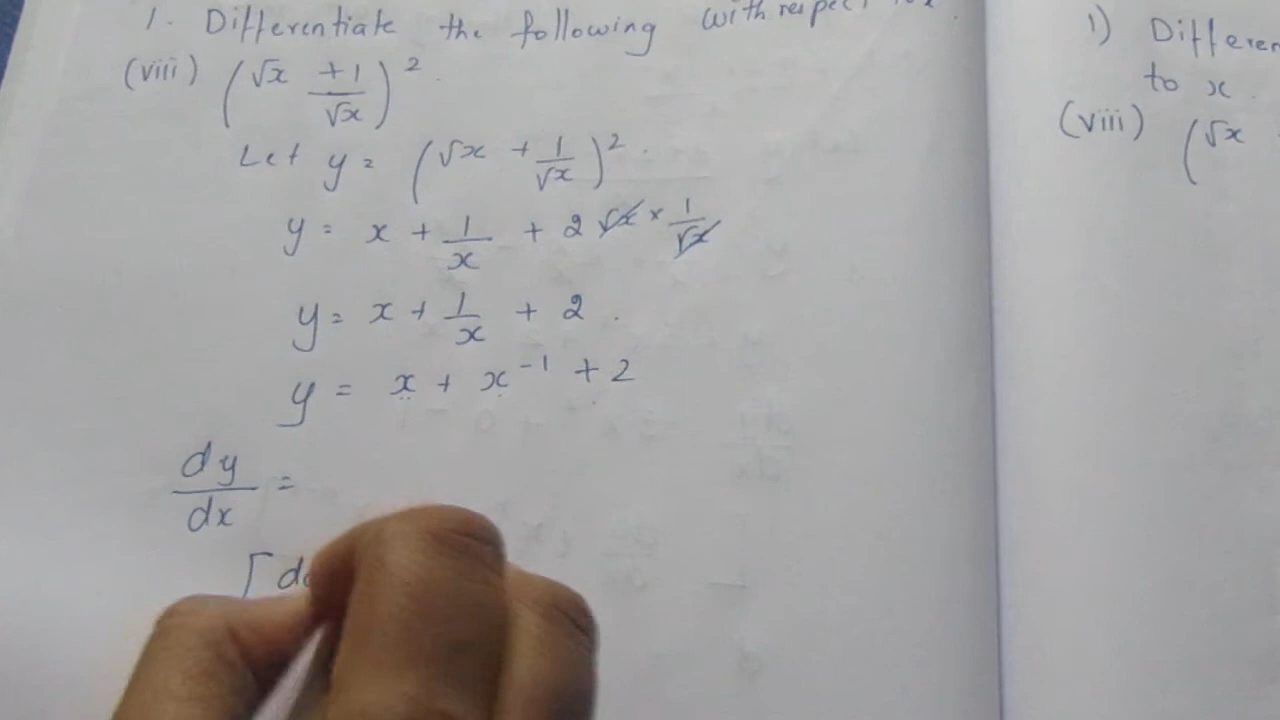 1. Differentiate the following with respect to x.
(viii) (√x + 1/√x)²
Let y = (√x + 1/√x)².
y = x + 1/x + 2 √x × 1/√x
y = x + 1/x + 2.
y = x + x⁻¹ + 2
dy/dx =
[ d
1) Differen
to x.
(viii) (√x